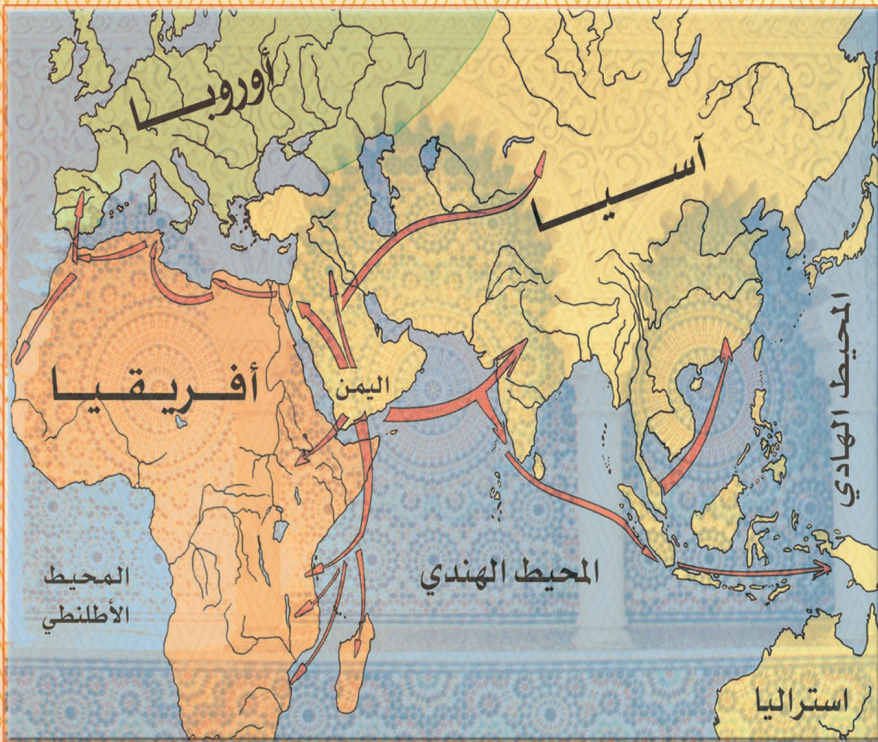 أوروبا
آسيا
المحيط الهادي
أفريقيا
اليمن
المحيط الهندي
المحيط
الأطلنطي
استراليا